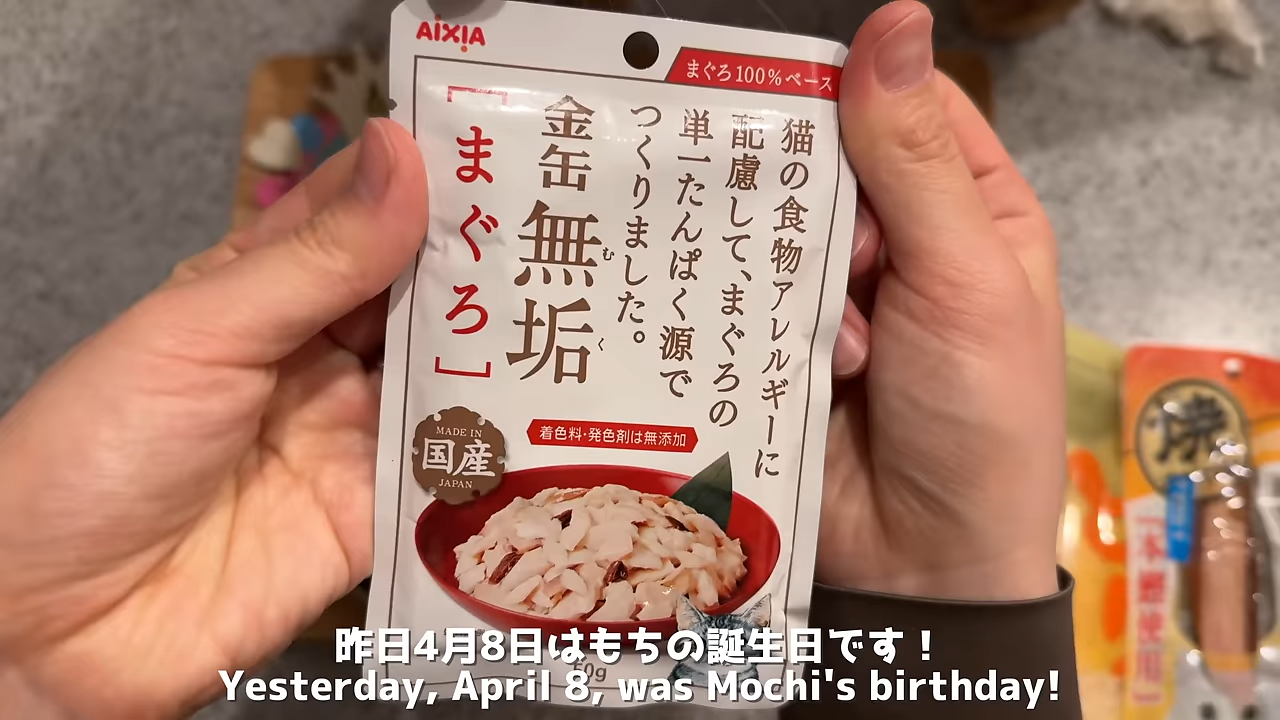 AIXIA
まぐろ100%ベース
猫の食物アレルギーに
配慮して、まぐろの
単一たんぱく源で
つくりました。
金缶 無垢
むく
[まぐろ]
着色料・発色剤は無添加
MADE IN
国産
JAPAN
50g
昨日4月8日はもちの誕生日です！
Yesterday, April 8, was Mochi's birthday!